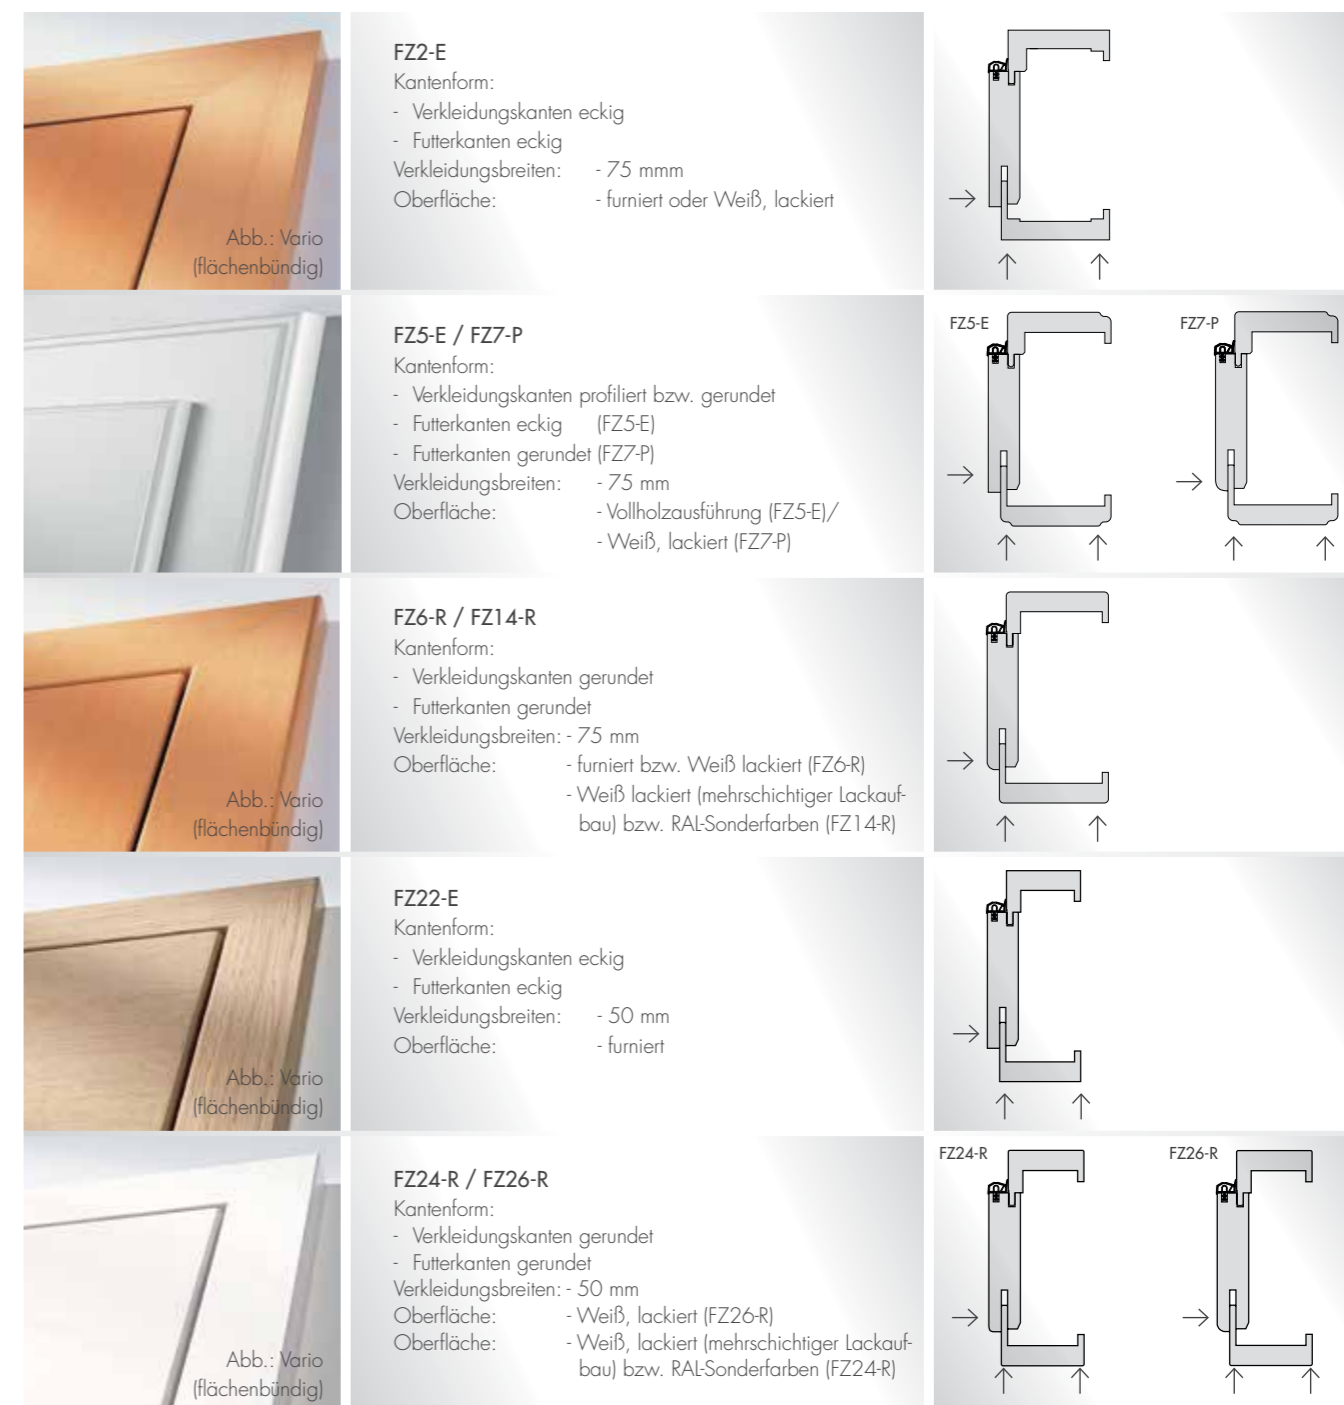 FZ2-E
Kantenform:
- Verkleidungskanten eckig
- Futterkanten eckig
Verkleidungsbreiten: - 75 mmm
Oberfläche: - furniert oder Weiß, lackiert
Abb.: Vario
(flächenbündig)
FZ5-E / FZ7-P
Kantenform:
- Verkleidungskanten profiliert bzw. gerundet
- Futterkanten eckig (FZ5-E)
- Futterkanten gerundet (FZ7-P)
Verkleidungsbreiten: - 75 mm
Oberfläche: - Vollholzausführung (FZ5-E)/
- Weiß, lackiert (FZ7-P)
FZ5-E
FZ7-P
FZ6-R / FZ14-R
Kantenform:
- Verkleidungskanten gerundet
- Futterkanten gerundet
Verkleidungsbreiten: - 75 mm
Oberfläche: - furniert bzw. Weiß lackiert (FZ6-R)
- Weiß lackiert (mehrschichtiger Lackauf-
bau) bzw. RAL-Sonderfarben (FZ14-R)
Abb.: Vario
(flächenbündig)
FZ22-E
Kantenform:
- Verkleidungskanten eckig
- Futterkanten eckig
Verkleidungsbreiten: - 50 mm
Oberfläche: - furniert
Abb.: Vario
(flächenbündig)
FZ24-R / FZ26-R
Kantenform:
- Verkleidungskanten gerundet
- Futterkanten gerundet
Verkleidungsbreiten: - 50 mm
Oberfläche: - Weiß, lackiert (FZ26-R)
Oberfläche: - Weiß, lackiert (mehrschichtiger Lackauf-
bau) bzw. RAL-Sonderfarben (FZ24-R)
Abb.: Vario
(flächenbündig)
FZ24-R
FZ26-R